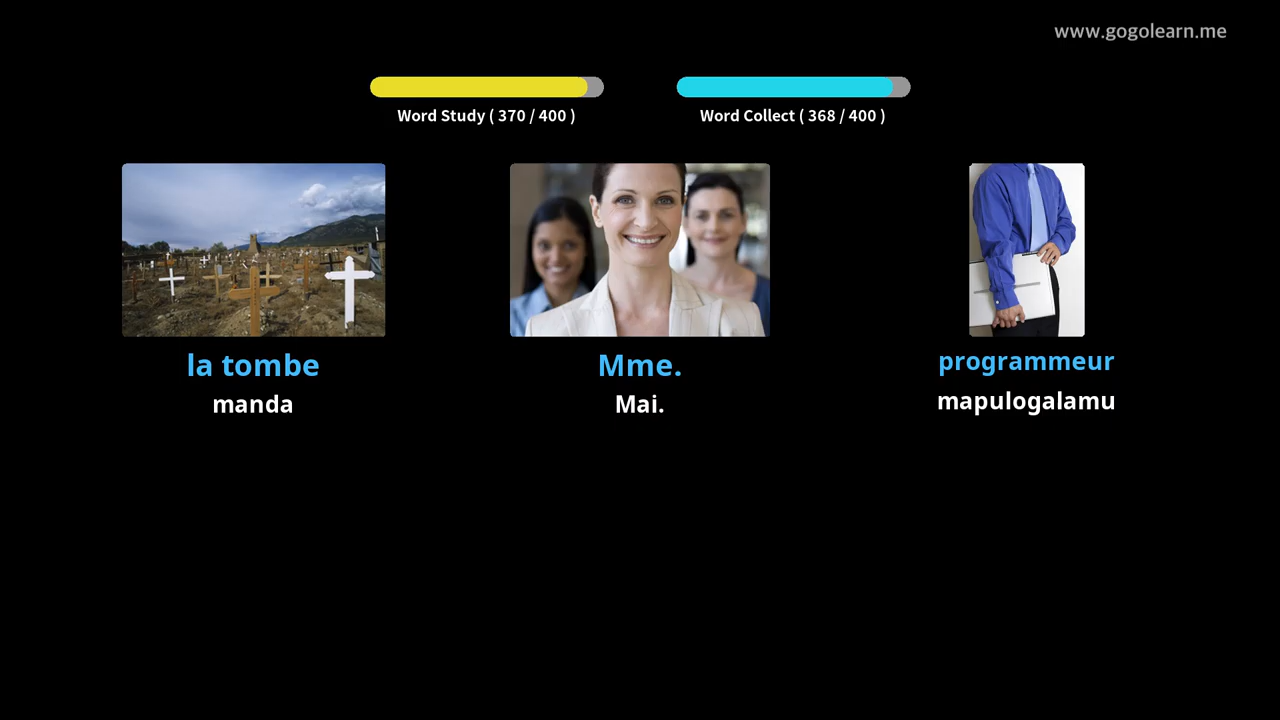 www.gogolearn.me
Word Study ( 370 / 400 )
Word Collect ( 368 / 400 )
la tombe
manda
Mme.
Mai.
programmeur
mapulogalamu